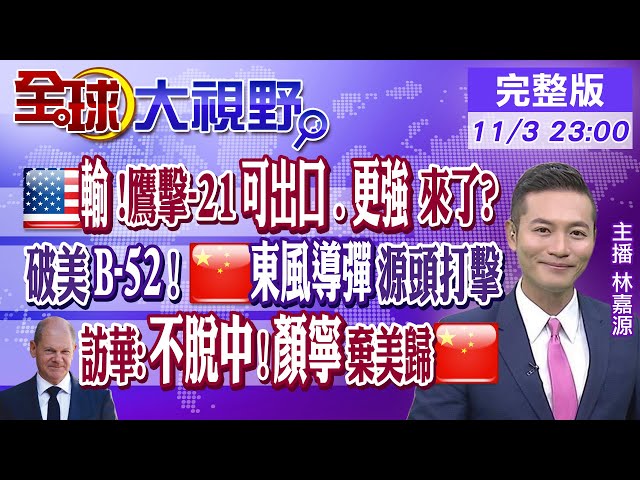 全球大視野
完整版
11/3 23:00
輸!鷹擊-21可出口.更強 來了?
破美B-52! 東風導彈 源頭打擊
訪華:不脫中!顏寧棄美歸
主播 林嘉源